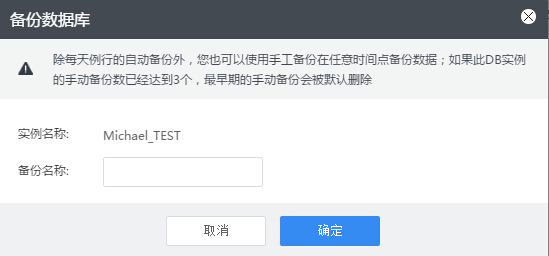 备份数据库
除每天例行的自动备份外，您也可以使用手工备份在任意时间点备份数据；如果此DB实例
的手动备份数已经达到3个，最早期的手动备份会被默认删除
实例名称:
Michael_TEST
备份名称:
取消
确定